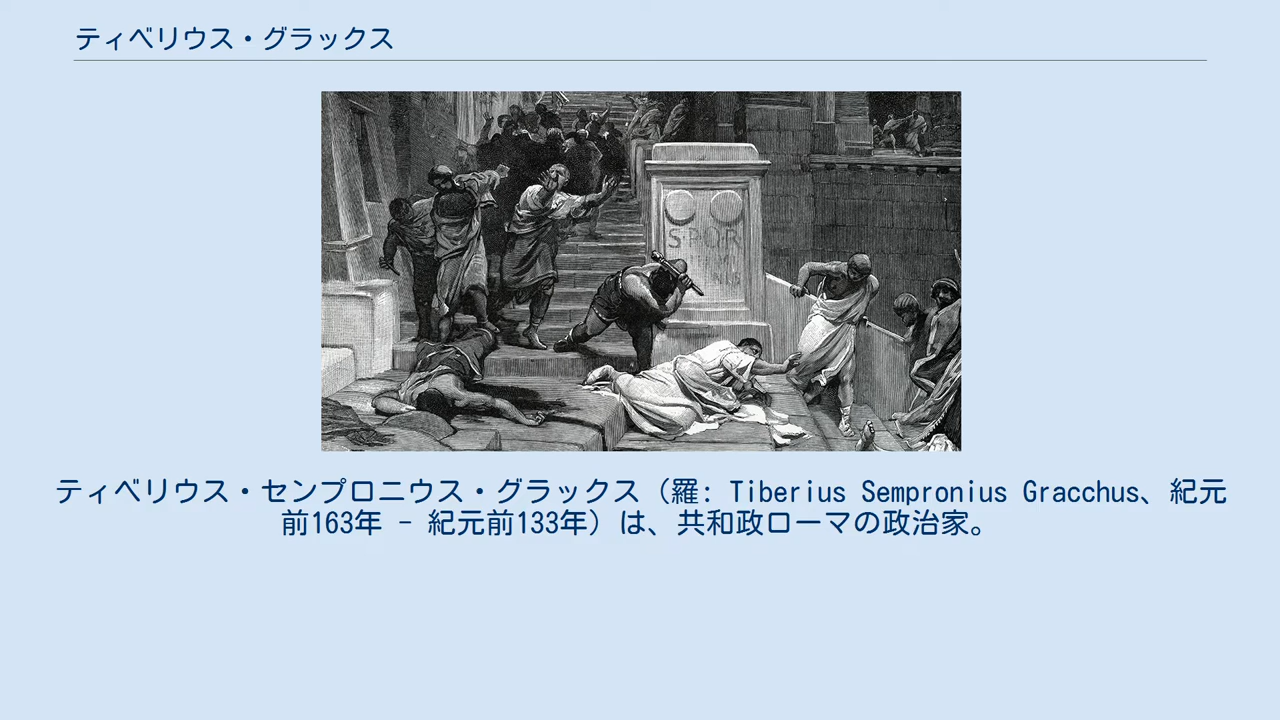 ティベリウス・グラックス
S·P·Q·R
ティベリウス・センプロニウス・グラックス（羅: Tiberius Sempronius Gracchus、紀元
前163年 - 紀元前133年）は、共和政ローマの政治家。